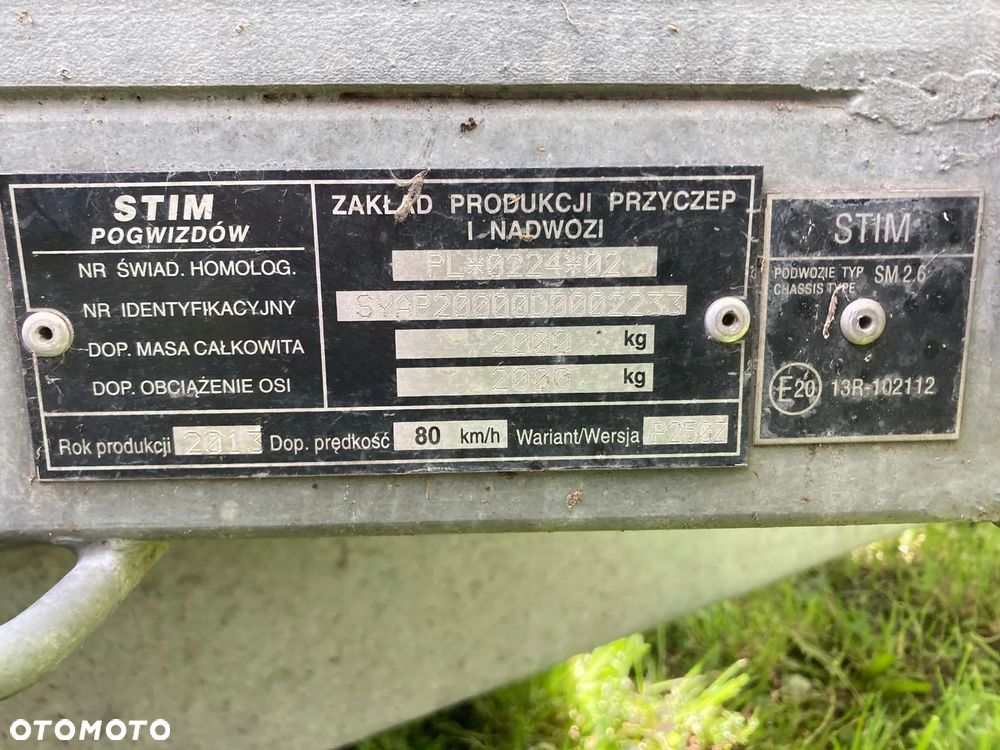 STIM
POGWIZDÓW
ZAKŁAD PRODUKCJI PRZYCZEP
I NADWOZI
NR ŚWIAD. HOMOLOG. PL*0224*02
NR IDENTYFIKACYJNY SYAP20000D0002233
DOP. MASA CAŁKOWITA 2000 kg
DOP. OBCIĄŻENIE OSI 2000 kg
Rok produkcji 2013 Dop. prędkość 80 km/h Wariant/Wersja P250Z
STIM
PODWOZIE TYP SM 2.6
CHASSIS TYPE
E20 13R-102112
OTOMOTO